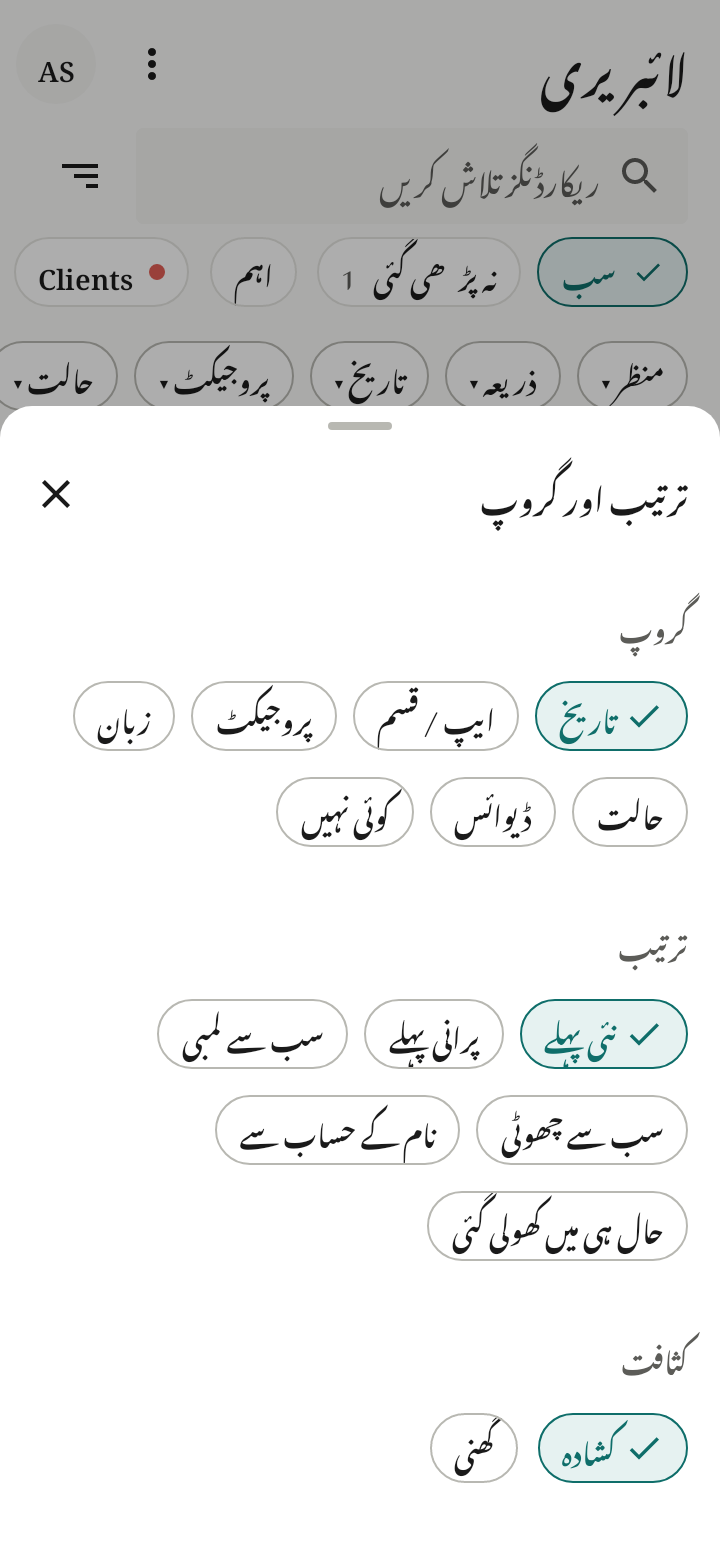 لائبریری
AS
ریکارڈنگز تلاش کریں
سب نہ پڑھی گئی 1 اہم Clients
منظر ▾ ذریعہ ▾ تاریخ ▾ پروجیکٹ ▾ حالت ▾
ترتیب اور گروپ
گروپ
تاریخ ایپ / قسم پروجیکٹ زبان
حالت ڈیوائس کوئی نہیں
ترتیب
نئی پہلے پرانی پہلے سب سے لمبی
سب سے چھوٹی نام کے حساب سے
حال ہی میں کھولی گئی
کثافت
کشادہ گھنی